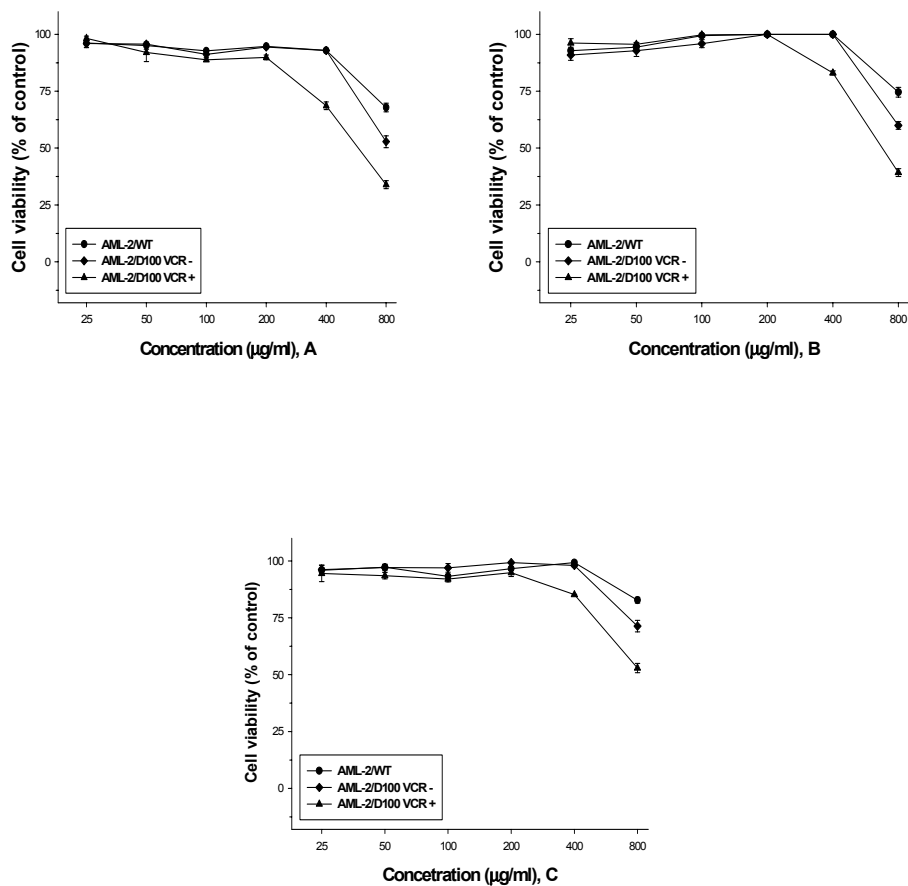 Cell viability (% of control)
100
75
50
25
0
AML-2/WT
AML-2/D100 VCR -
AML-2/D100 VCR +
25 50 100 200 400 800
Concentration (µg/ml), A
Cell viability (% of control)
100
75
50
25
0
AML-2/WT
AML-2/D100 VCR -
AML-2/D100 VCR +
25 50 100 200 400 800
Concentration (µg/ml), B
Cell viability (% of control)
100
75
50
25
0
AML-2/WT
AML-2/D100 VCR -
AML-2/D100 VCR +
25 50 100 200 400 800
Concetration (µg/ml), C